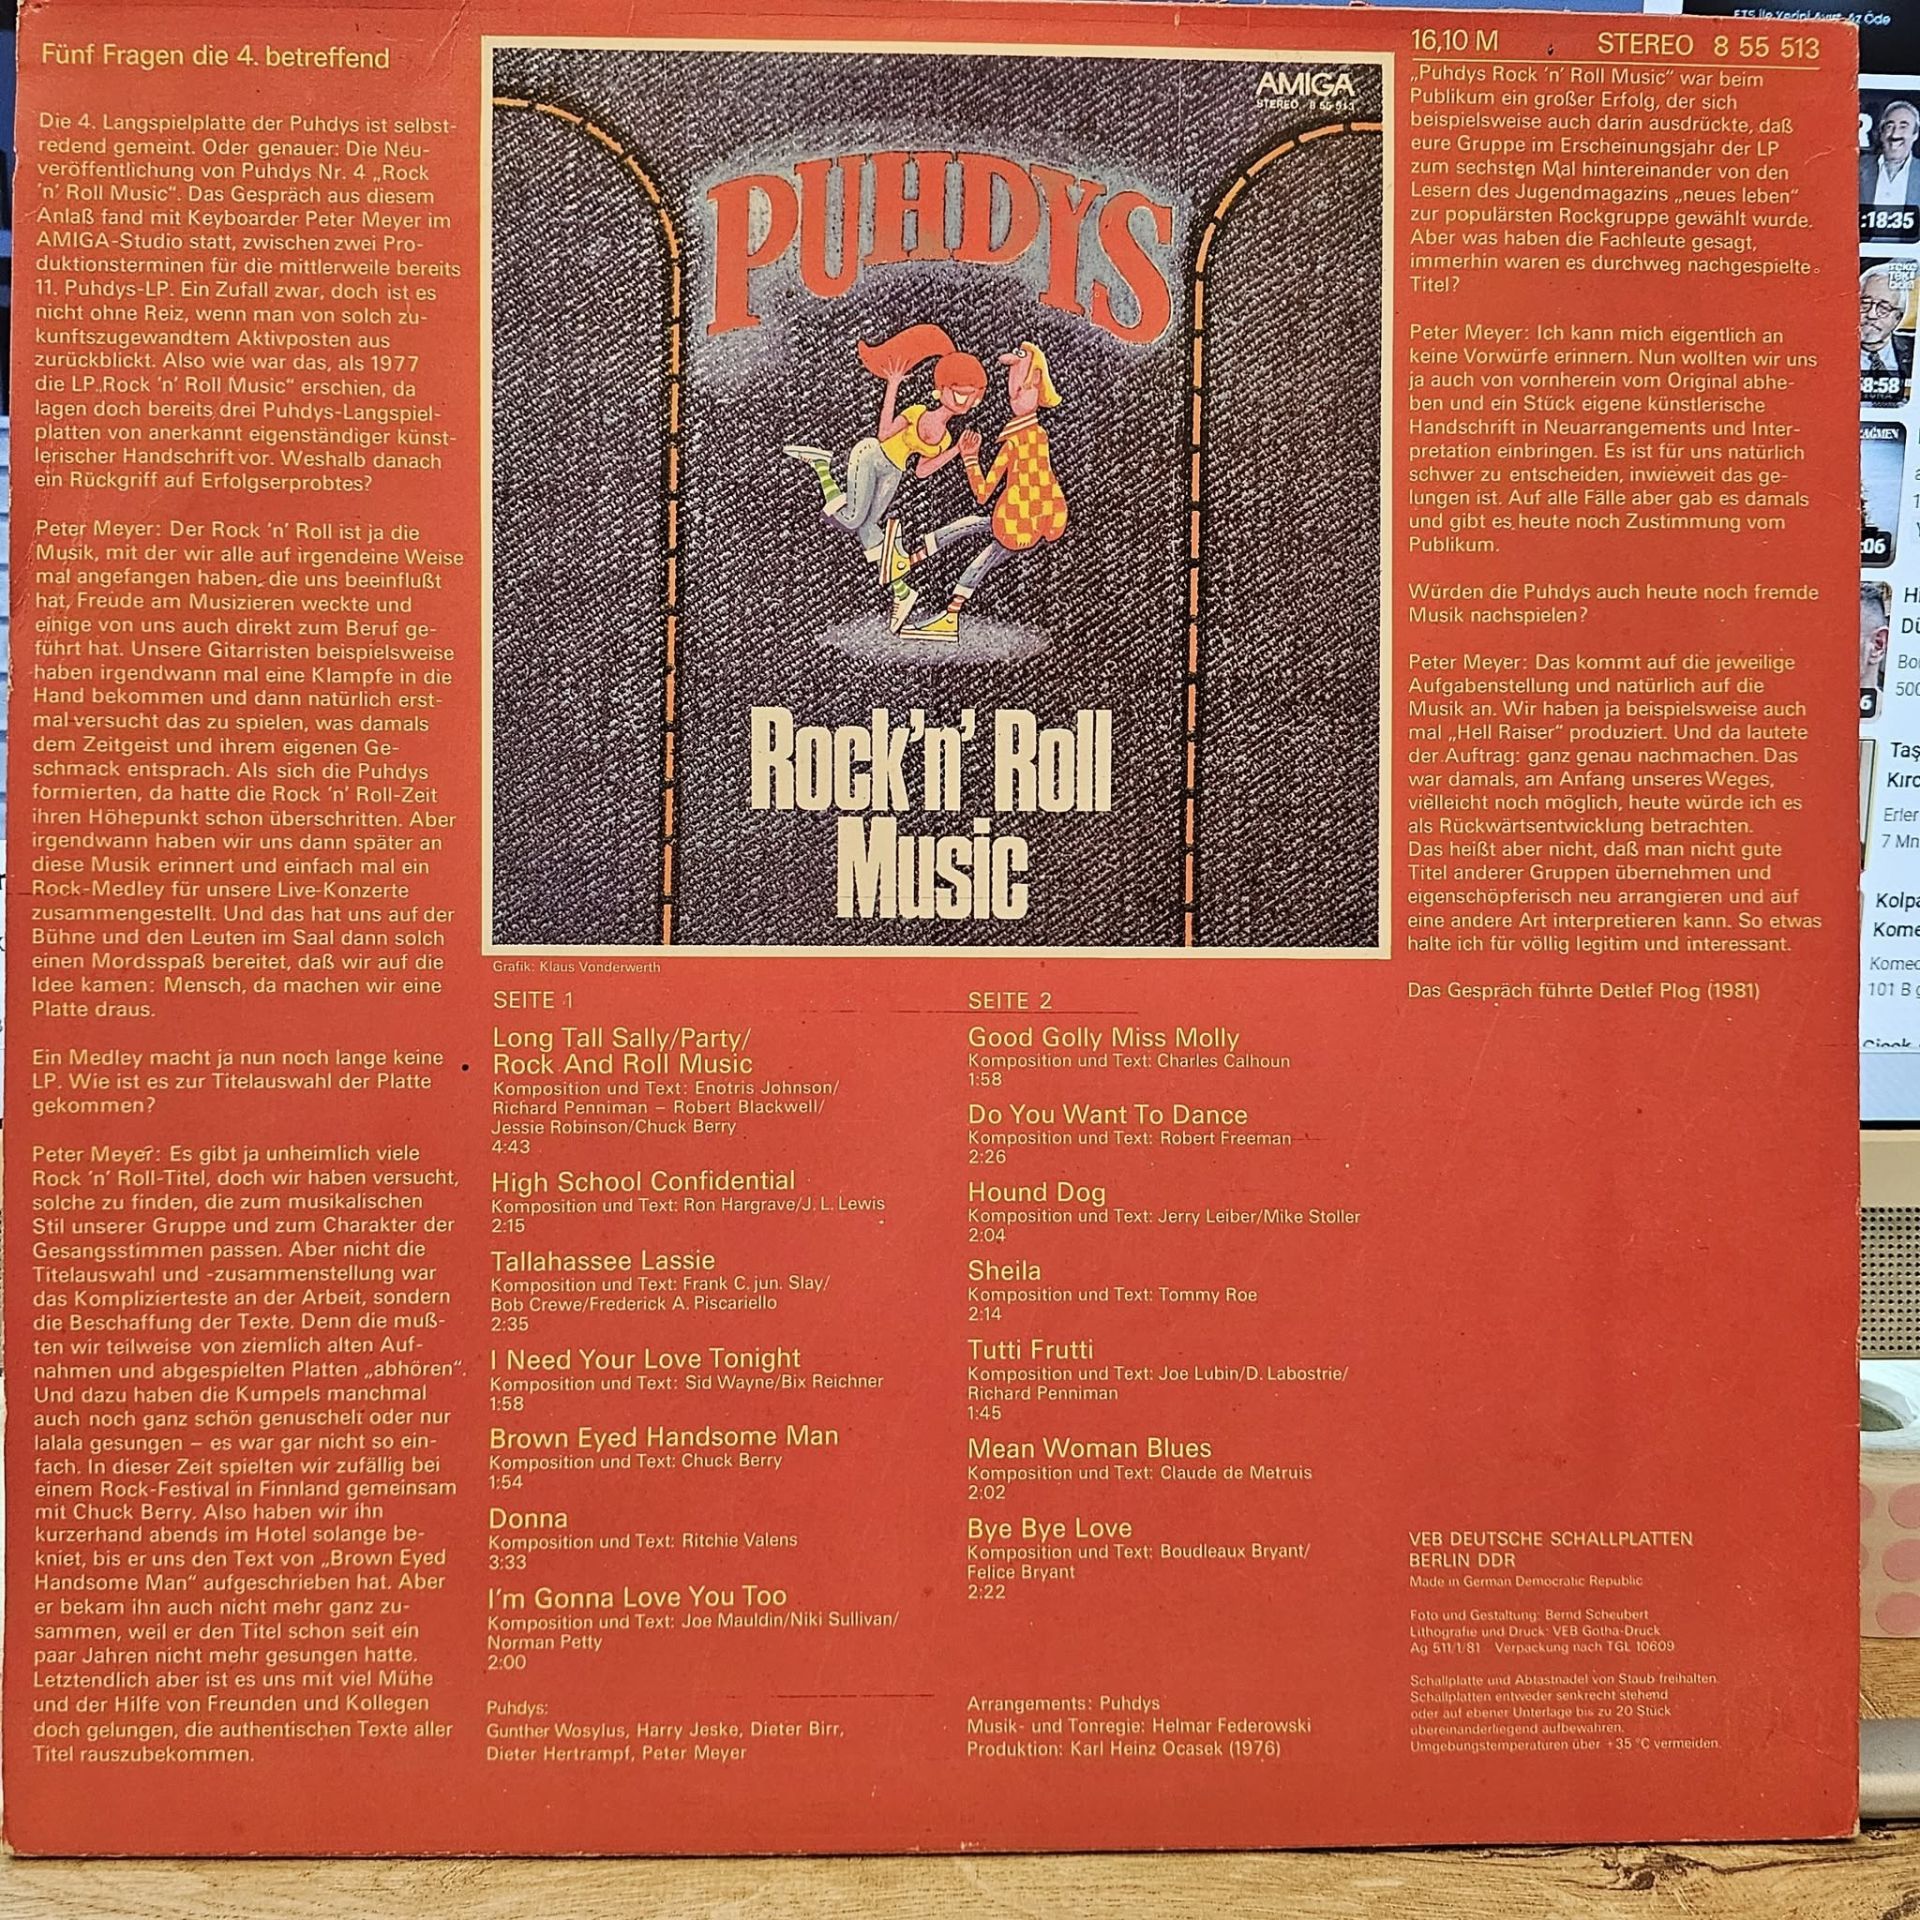 Fünf Fragen die 4. betreffend
Die 4. Langspielplatte der Puhdys ist selbst-
redend gemeint. Oder genauer: Die Neu-
veröffentlichung von Puhdys Nr. 4 „Rock
'n' Roll Music“. Das Gespräch aus diesem
Anlaß fand mit Keyboarder Peter Meyer im
AMIGA-Studio statt, zwischen zwei Pro-
duktionsterminen für die mittlerweile bereits
11. Puhdys-LP. Ein Zufall zwar, doch ist es
nicht ohne Reiz, wenn man von solch zu-
kunftszugewandtem Aktivposten aus
zurückblickt. Also wie war das, als 1977
die LP „Rock 'n' Roll Music“ erschien, da
lagen doch bereits drei Puhdys-Langspiel-
platten von anerkannt eigenständiger künst-
lerischer Handschrift vor. Weshalb danach
ein Rückgriff auf Erfolgserprobtes?
Peter Meyer: Der Rock 'n' Roll ist ja die
Musik, mit der wir alle auf irgendeine Weise
mal angefangen haben, die uns beeinflußt
hat, Freude am Musizieren weckte und
einige von uns auch direkt zum Beruf ge-
führt hat. Unsere Gitarristen beispielsweise
haben irgendwann mal eine Klampfe in die
Hand bekommen und dann natürlich erst-
mal versucht das zu spielen, was damals
dem Zeitgeist und ihrem eigenen Ge-
schmack entsprach. Als sich die Puhdys
formierten, da hatte die Rock 'n' Roll-Zeit
ihren Höhepunkt schon überschritten. Aber
irgendwann haben wir uns dann später an
diese Musik erinnert und einfach mal ein
Rock-Medley für unsere Live-Konzerte
zusammengestellt. Und das hat uns auf der
Bühne und den Leuten im Saal dann solch
einen Mordsspaß bereitet, daß wir auf die
Idee kamen: Mensch, da machen wir eine
Platte draus.
Ein Medley macht ja nun noch lange keine
LP. Wie ist es zur Titelauswahl der Platte
gekommen?
Peter Meyer: Es gibt ja unheimlich viele
Rock 'n' Roll-Titel, doch wir haben versucht,
solche zu finden, die zum musikalischen
Stil unserer Gruppe und zum Charakter der
Gesangsstimmen passen. Aber nicht die
Titelauswahl und -zusammenstellung war
das Komplizierteste an der Arbeit, sondern
die Beschaffung der Texte. Denn die muß-
ten wir teilweise von ziemlich alten Auf-
nahmen und abgespielten Platten „abhören“.
Und dazu haben die Kumpels manchmal
auch noch ganz schön genuschelt oder nur
lalala gesungen – es war gar nicht so ein-
fach. In dieser Zeit spielten wir zufällig bei
einem Rock-Festival in Finnland gemeinsam
mit Chuck Berry. Also haben wir ihn
kurzerhand abends im Hotel solange be-
kniet, bis er uns den Text von „Brown Eyed
Handsome Man“ aufgeschrieben hat. Aber
er bekam ihn auch nicht mehr ganz zu-
sammen, weil er den Titel schon seit ein
paar Jahren nicht mehr gesungen hatte.
Letztendlich aber ist es uns mit viel Mühe
und der Hilfe von Freunden und Kollegen
doch gelungen, die authentischen Texte aller
Titel rauszubekommen.
AMIGA
STEREO 8 55 513
PUHDYS
Rock'n' Roll
Music
Grafik: Klaus Vonderwerth
SEITE 1
Long Tall Sally/Party/
Rock And Roll Music
Komposition und Text: Enotris Johnson/
Richard Penniman – Robert Blackwell/
Jessie Robinson/Chuck Berry
4:43
High School Confidential
Komposition und Text: Ron Hargrave/J. L. Lewis
2:15
Tallahassee Lassie
Komposition und Text: Frank C. jun. Slay/
Bob Crewe/Frederick A. Piscariello
2:35
I Need Your Love Tonight
Komposition und Text: Sid Wayne/Bix Reichner
1:58
Brown Eyed Handsome Man
Komposition und Text: Chuck Berry
1:54
Donna
Komposition und Text: Ritchie Valens
3:33
I'm Gonna Love You Too
Komposition und Text: Joe Mauldin/Niki Sullivan/
Norman Petty
2:00
Puhdys:
Gunther Wosylus, Harry Jeske, Dieter Birr,
Dieter Hertrampf, Peter Meyer
SEITE 2
Good Golly Miss Molly
Komposition und Text: Charles Calhoun
1:58
Do You Want To Dance
Komposition und Text: Robert Freeman
2:26
Hound Dog
Komposition und Text: Jerry Leiber/Mike Stoller
2:04
Sheila
Komposition und Text: Tommy Roe
2:14
Tutti Frutti
Komposition und Text: Joe Lubin/D. Labostrie/
Richard Penniman
1:45
Mean Woman Blues
Komposition und Text: Claude de Metruis
2:02
Bye Bye Love
Komposition und Text: Boudleaux Bryant/
Felice Bryant
2:22
Arrangements: Puhdys
Musik- und Tonregie: Helmar Federowski
Produktion: Karl Heinz Ocasek (1976)
16,10 M STEREO 8 55 513
„Puhdys Rock 'n' Roll Music“ war beim
Publikum ein großer Erfolg, der sich
beispielsweise auch darin ausdrückte, daß
eure Gruppe im Erscheinungsjahr der LP
zum sechsten Mal hintereinander von den
Lesern des Jugendmagazins „neues leben“
zur populärsten Rockgruppe gewählt wurde.
Aber was haben die Fachleute gesagt,
immerhin waren es durchweg nachgespielte
Titel?
Peter Meyer: Ich kann mich eigentlich an
keine Vorwürfe erinnern. Nun wollten wir uns
ja auch von vornherein vom Original abhe-
ben und ein Stück eigene künstlerische
Handschrift in Neuarrangements und Inter-
pretation einbringen. Es ist für uns natürlich
schwer zu entscheiden, inwieweit das ge-
lungen ist. Auf alle Fälle aber gab es damals
und gibt es heute noch Zustimmung vom
Publikum.
Würden die Puhdys auch heute noch fremde
Musik nachspielen?
Peter Meyer: Das kommt auf die jeweilige
Aufgabenstellung und natürlich auf die
Musik an. Wir haben ja beispielsweise auch
mal „Hell Raiser“ produziert. Und da lautete
der Auftrag: ganz genau nachmachen. Das
war damals, am Anfang unseres Weges,
vielleicht noch möglich, heute würde ich es
als Rückwärtsentwicklung betrachten.
Das heißt aber nicht, daß man nicht gute
Titel anderer Gruppen übernehmen und
eigenschöpferisch neu arrangieren und auf
eine andere Art interpretieren kann. So etwas
halte ich für völlig legitim und interessant.
Das Gespräch führte Detlef Plog (1981)
VEB DEUTSCHE SCHALLPLATTEN
BERLIN DDR
Made in German Democratic Republic
Foto und Gestaltung: Bernd Scheubert
Lithografie und Druck: VEB Gotha-Druck
Ag 511/1/81 Verpackung nach TGL 10609
Schallplatte und Abtastnadel von Staub freihalten.
Schallplatten entweder senkrecht stehend
oder auf ebener Unterlage bis zu 20 Stück
übereinanderliegend aufbewahren.
Umgebungstemperaturen über +35 °C vermeiden.
:18:35
8:58
:06
6
Taş
Kırc
Erler
7 Mn
Kolpa
Kome
Komed
101 B